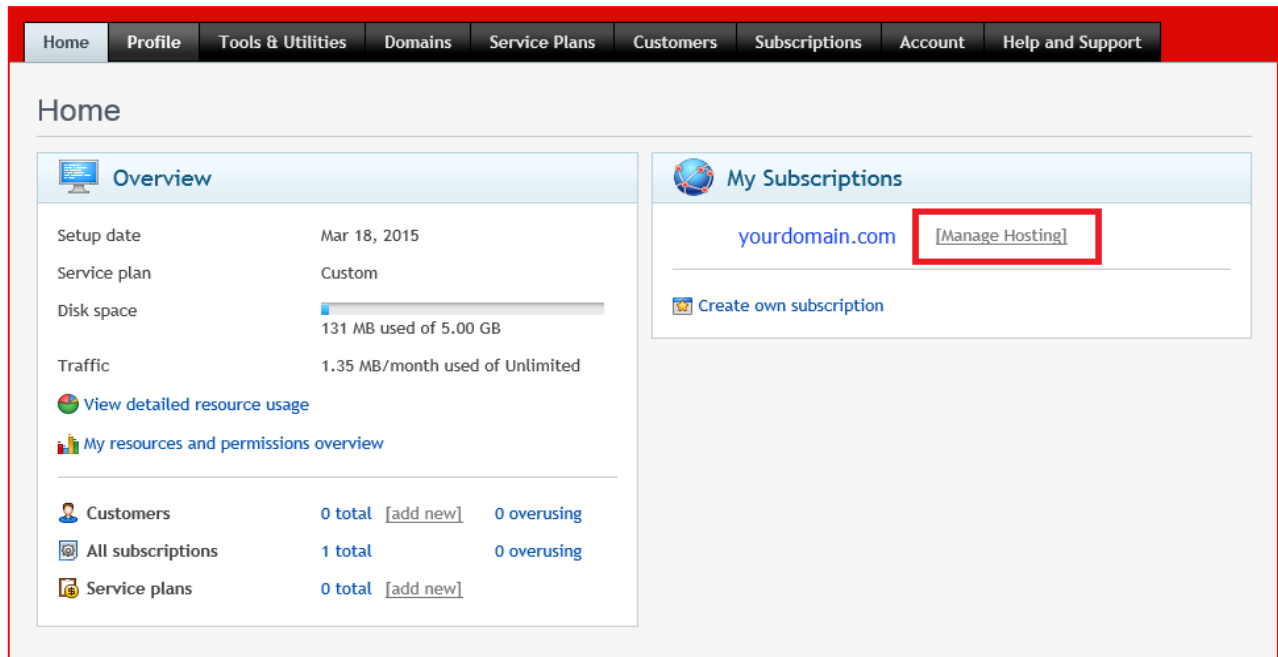 Home Profile Tools & Utilities Domains Service Plans Customers Subscriptions Account Help and Support
Home
Overview
Setup date Mar 18, 2015
Service plan Custom
Disk space
131 MB used of 5.00 GB
Traffic 1.35 MB/month used of Unlimited
View detailed resource usage
My resources and permissions overview
Customers 0 total [add new] 0 overusing
All subscriptions 1 total 0 overusing
Service plans 0 total [add new]
My Subscriptions
yourdomain.com [Manage Hosting]
Create own subscription